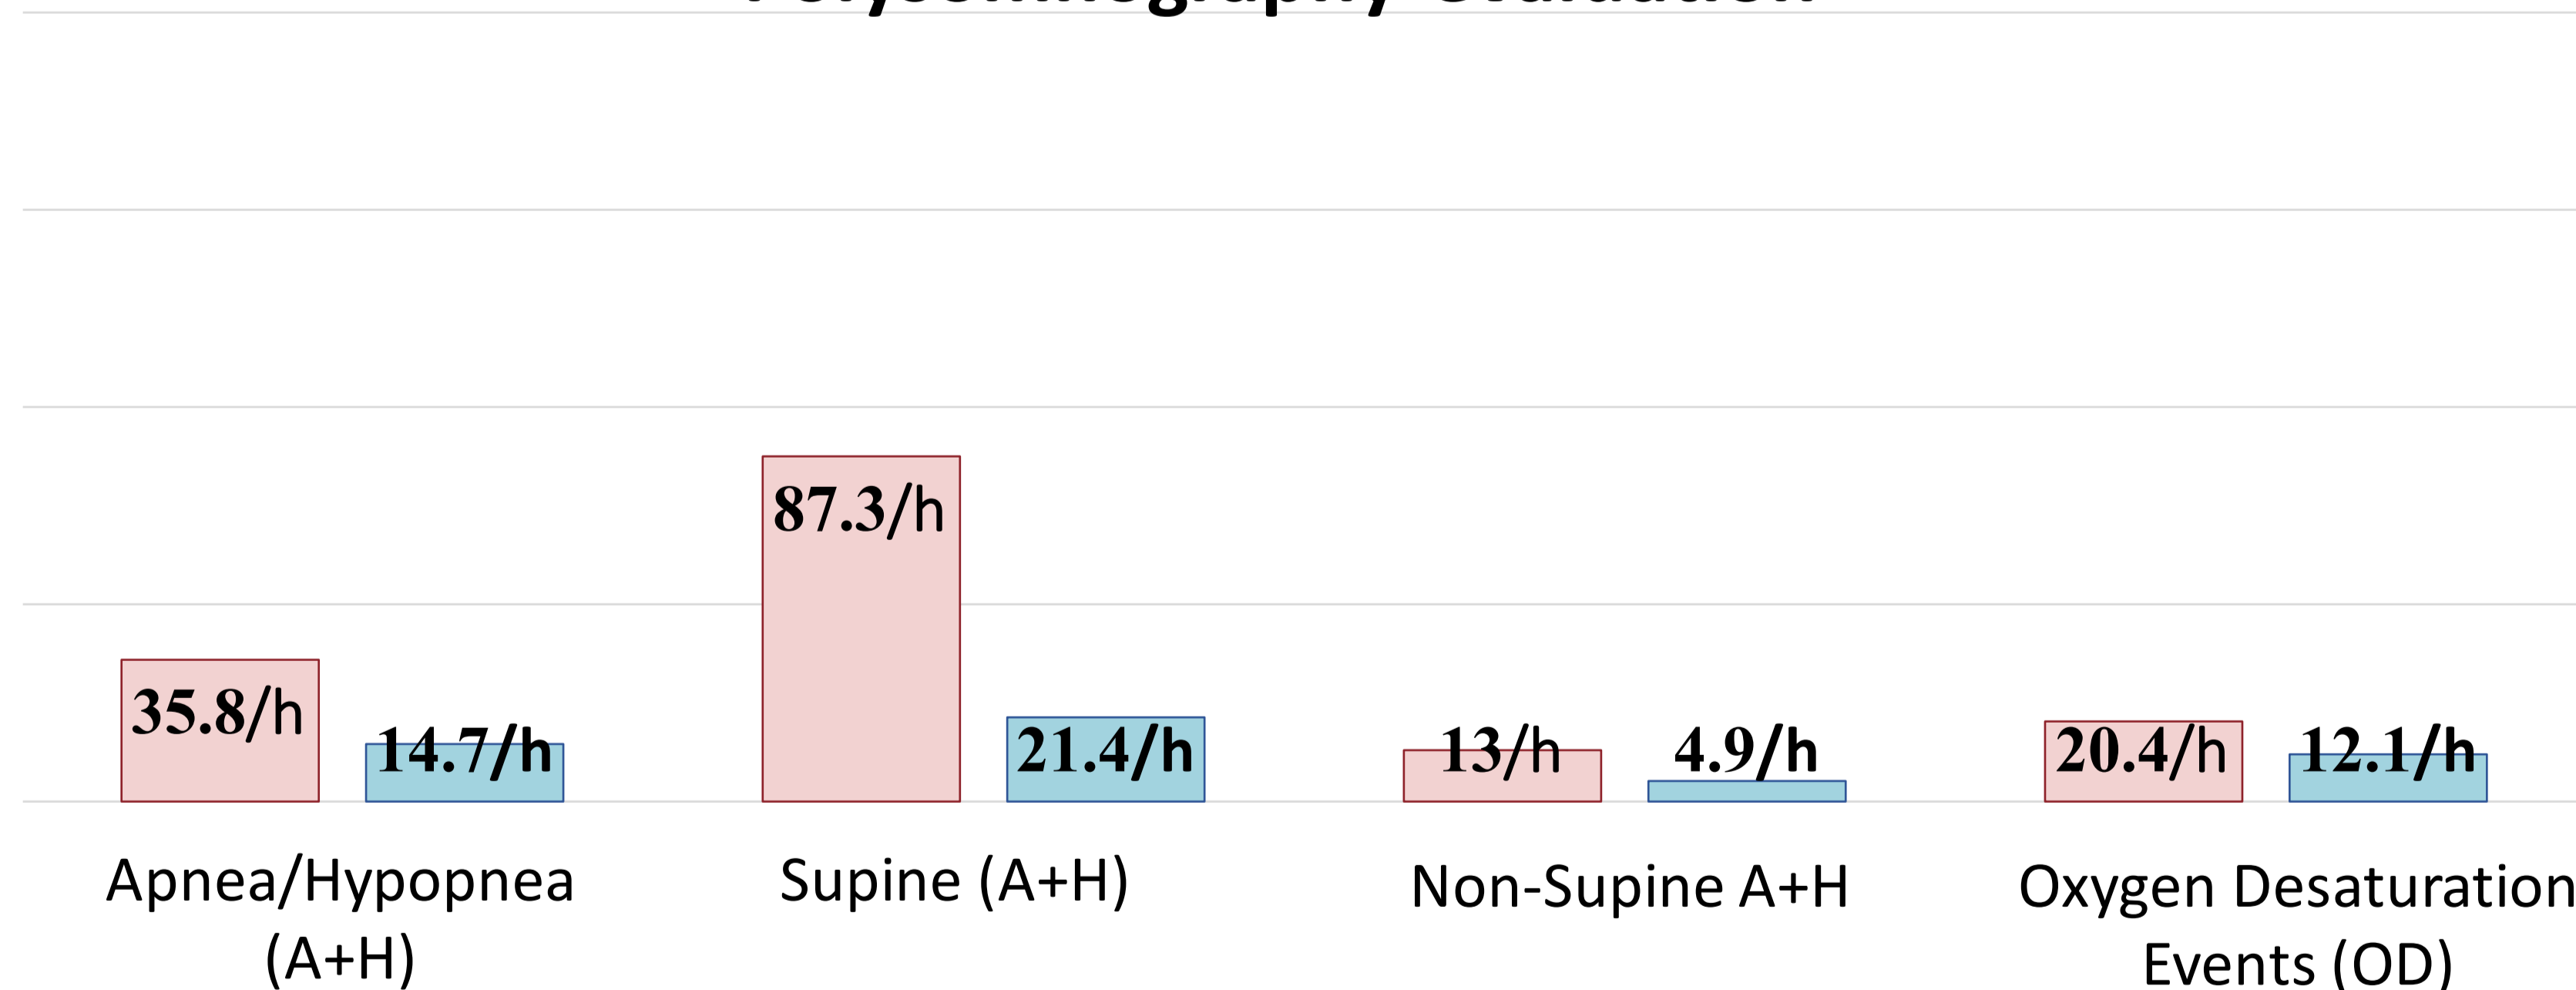 35.8/h
14.7/h
87.3/h
21.4/h
13/h
4.9/h
20.4/h
12.1/h
Apnea/Hypopnea
(A+H)
Supine (A+H)
Non-Supine A+H
Oxygen Desaturation
Events (OD)